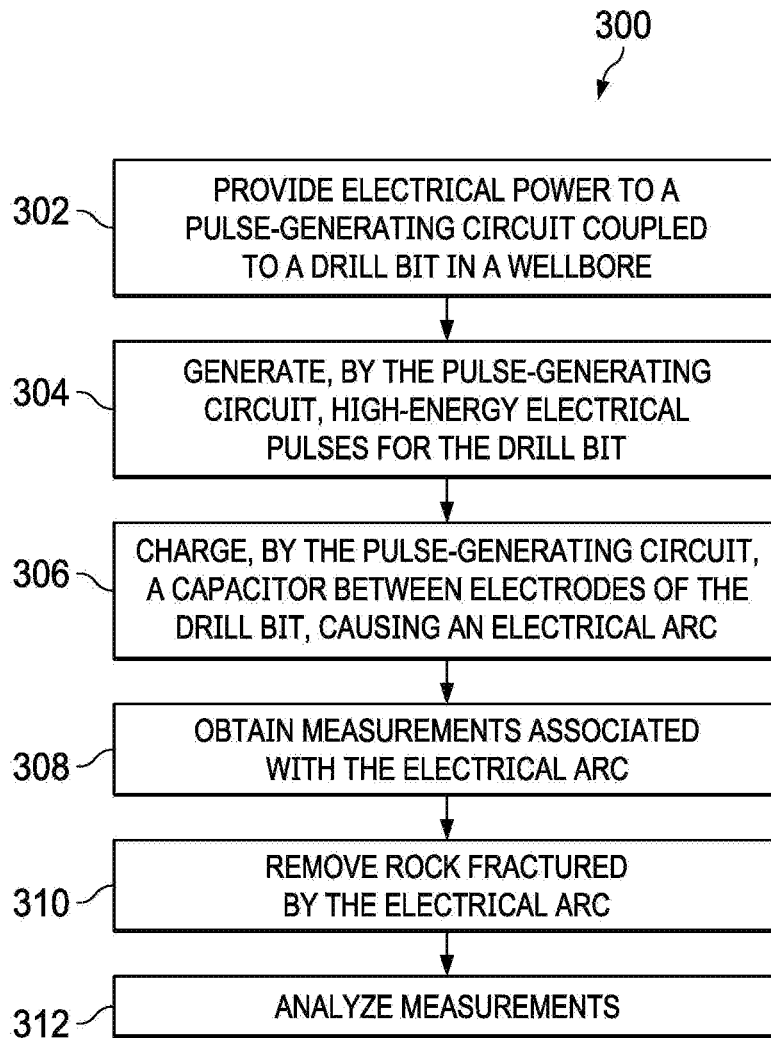 300
302
PROVIDE ELECTRICAL POWER TO A
PULSE-GENERATING CIRCUIT COUPLED
TO A DRILL BIT IN A WELLBORE
304
GENERATE, BY THE PULSE-GENERATING
CIRCUIT, HIGH-ENERGY ELECTRICAL
PULSES FOR THE DRILL BIT
306
CHARGE, BY THE PULSE-GENERATING CIRCUIT,
A CAPACITOR BETWEEN ELECTRODES OF THE
DRILL BIT, CAUSING AN ELECTRICAL ARC
308
OBTAIN MEASUREMENTS ASSOCIATED
WITH THE ELECTRICAL ARC
310
REMOVE ROCK FRACTURED
BY THE ELECTRICAL ARC
312
ANALYZE MEASUREMENTS